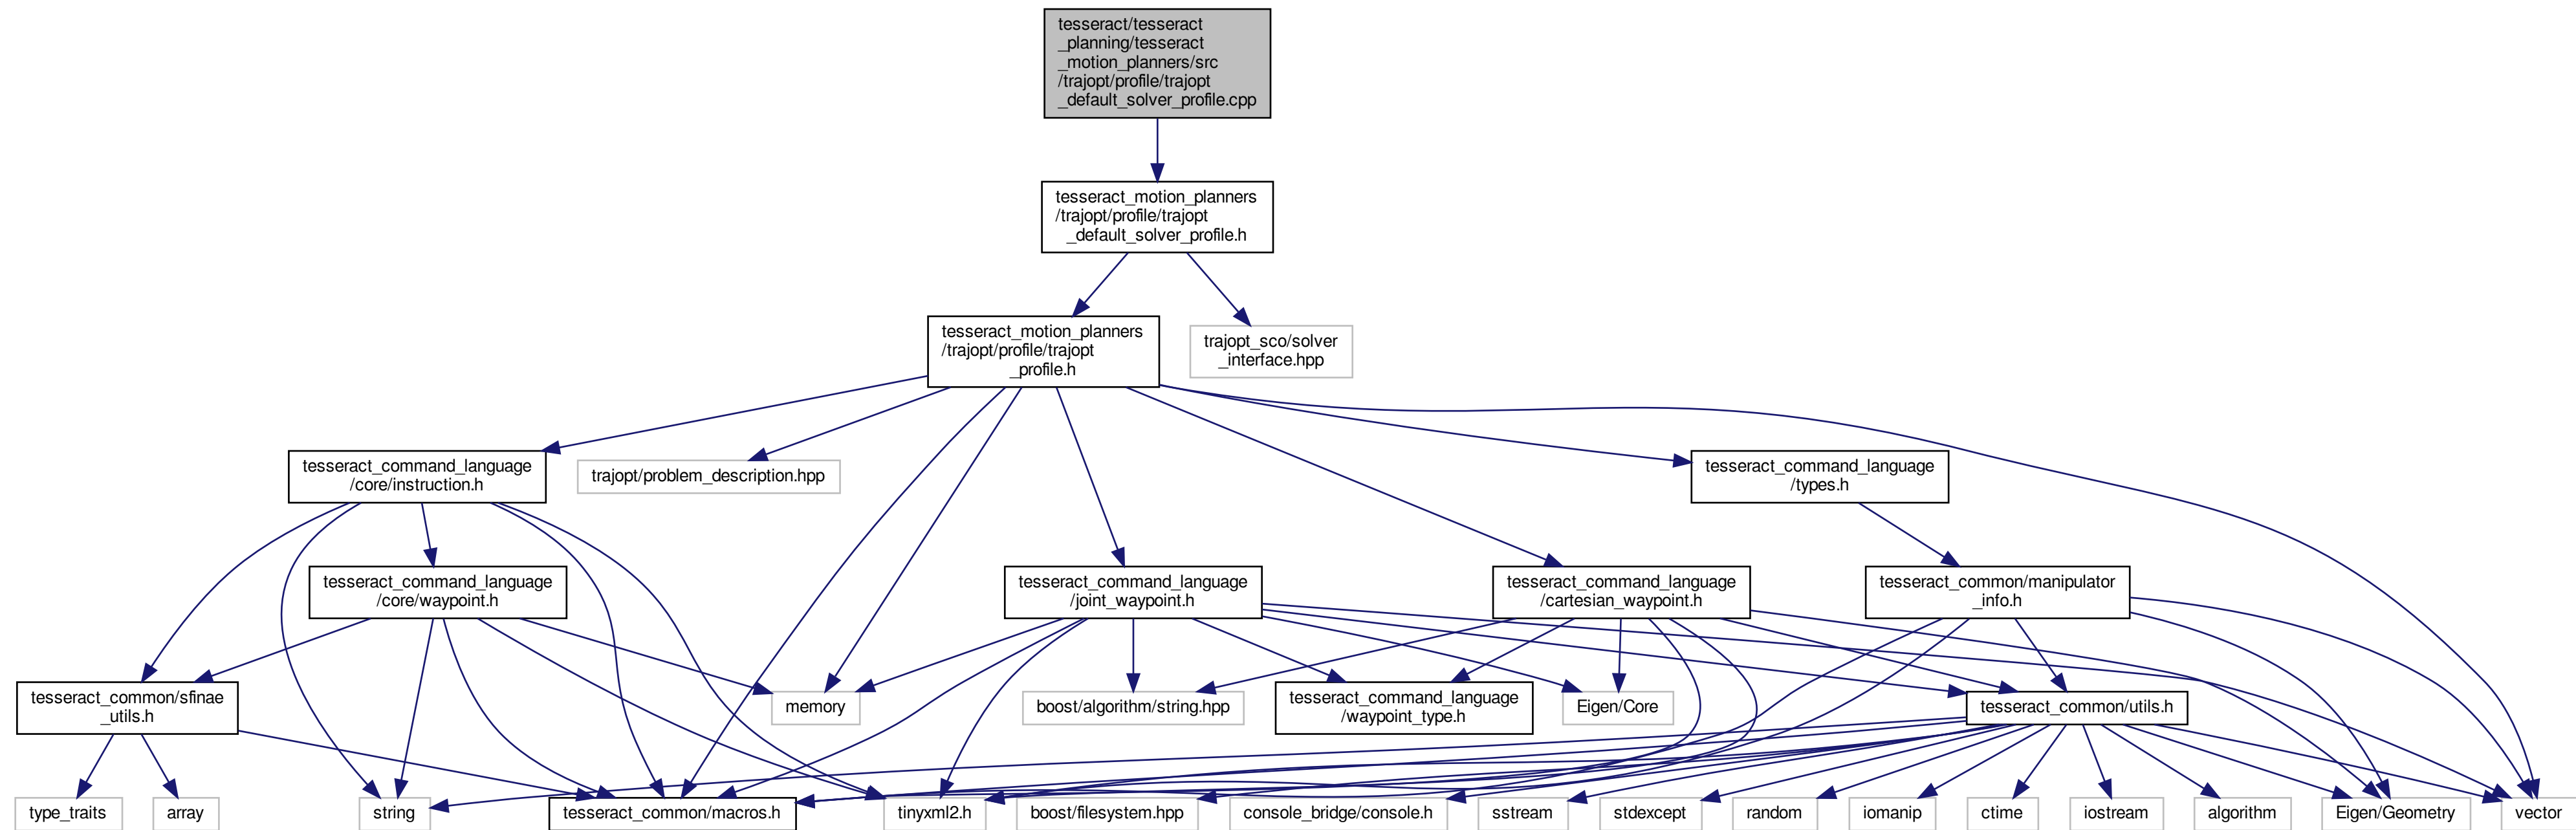 tesseract/tesseract
_planning/tesseract
_motion_planners/src
/trajopt/profile/trajopt
_default_solver_profile.cpp
tesseract_motion_planners
/trajopt/profile/trajopt
_default_solver_profile.h
tesseract_motion_planners
/trajopt/profile/trajopt
_profile.h
trajopt_sco/solver
_interface.hpp
tesseract_command_language
/core/instruction.h
trajopt/problem_description.hpp
tesseract_command_language
/types.h
tesseract_command_language
/core/waypoint.h
tesseract_command_language
/joint_waypoint.h
tesseract_command_language
/cartesian_waypoint.h
tesseract_common/manipulator
_info.h
tesseract_common/sfinae
_utils.h
memory
boost/algorithm/string.hpp
tesseract_command_language
/waypoint_type.h
Eigen/Core
tesseract_common/utils.h
type_traits
array
string
tesseract_common/macros.h
tinyxml2.h
boost/filesystem.hpp
console_bridge/console.h
sstream
stdexcept
random
iomanip
ctime
iostream
algorithm
Eigen/Geometry
vector